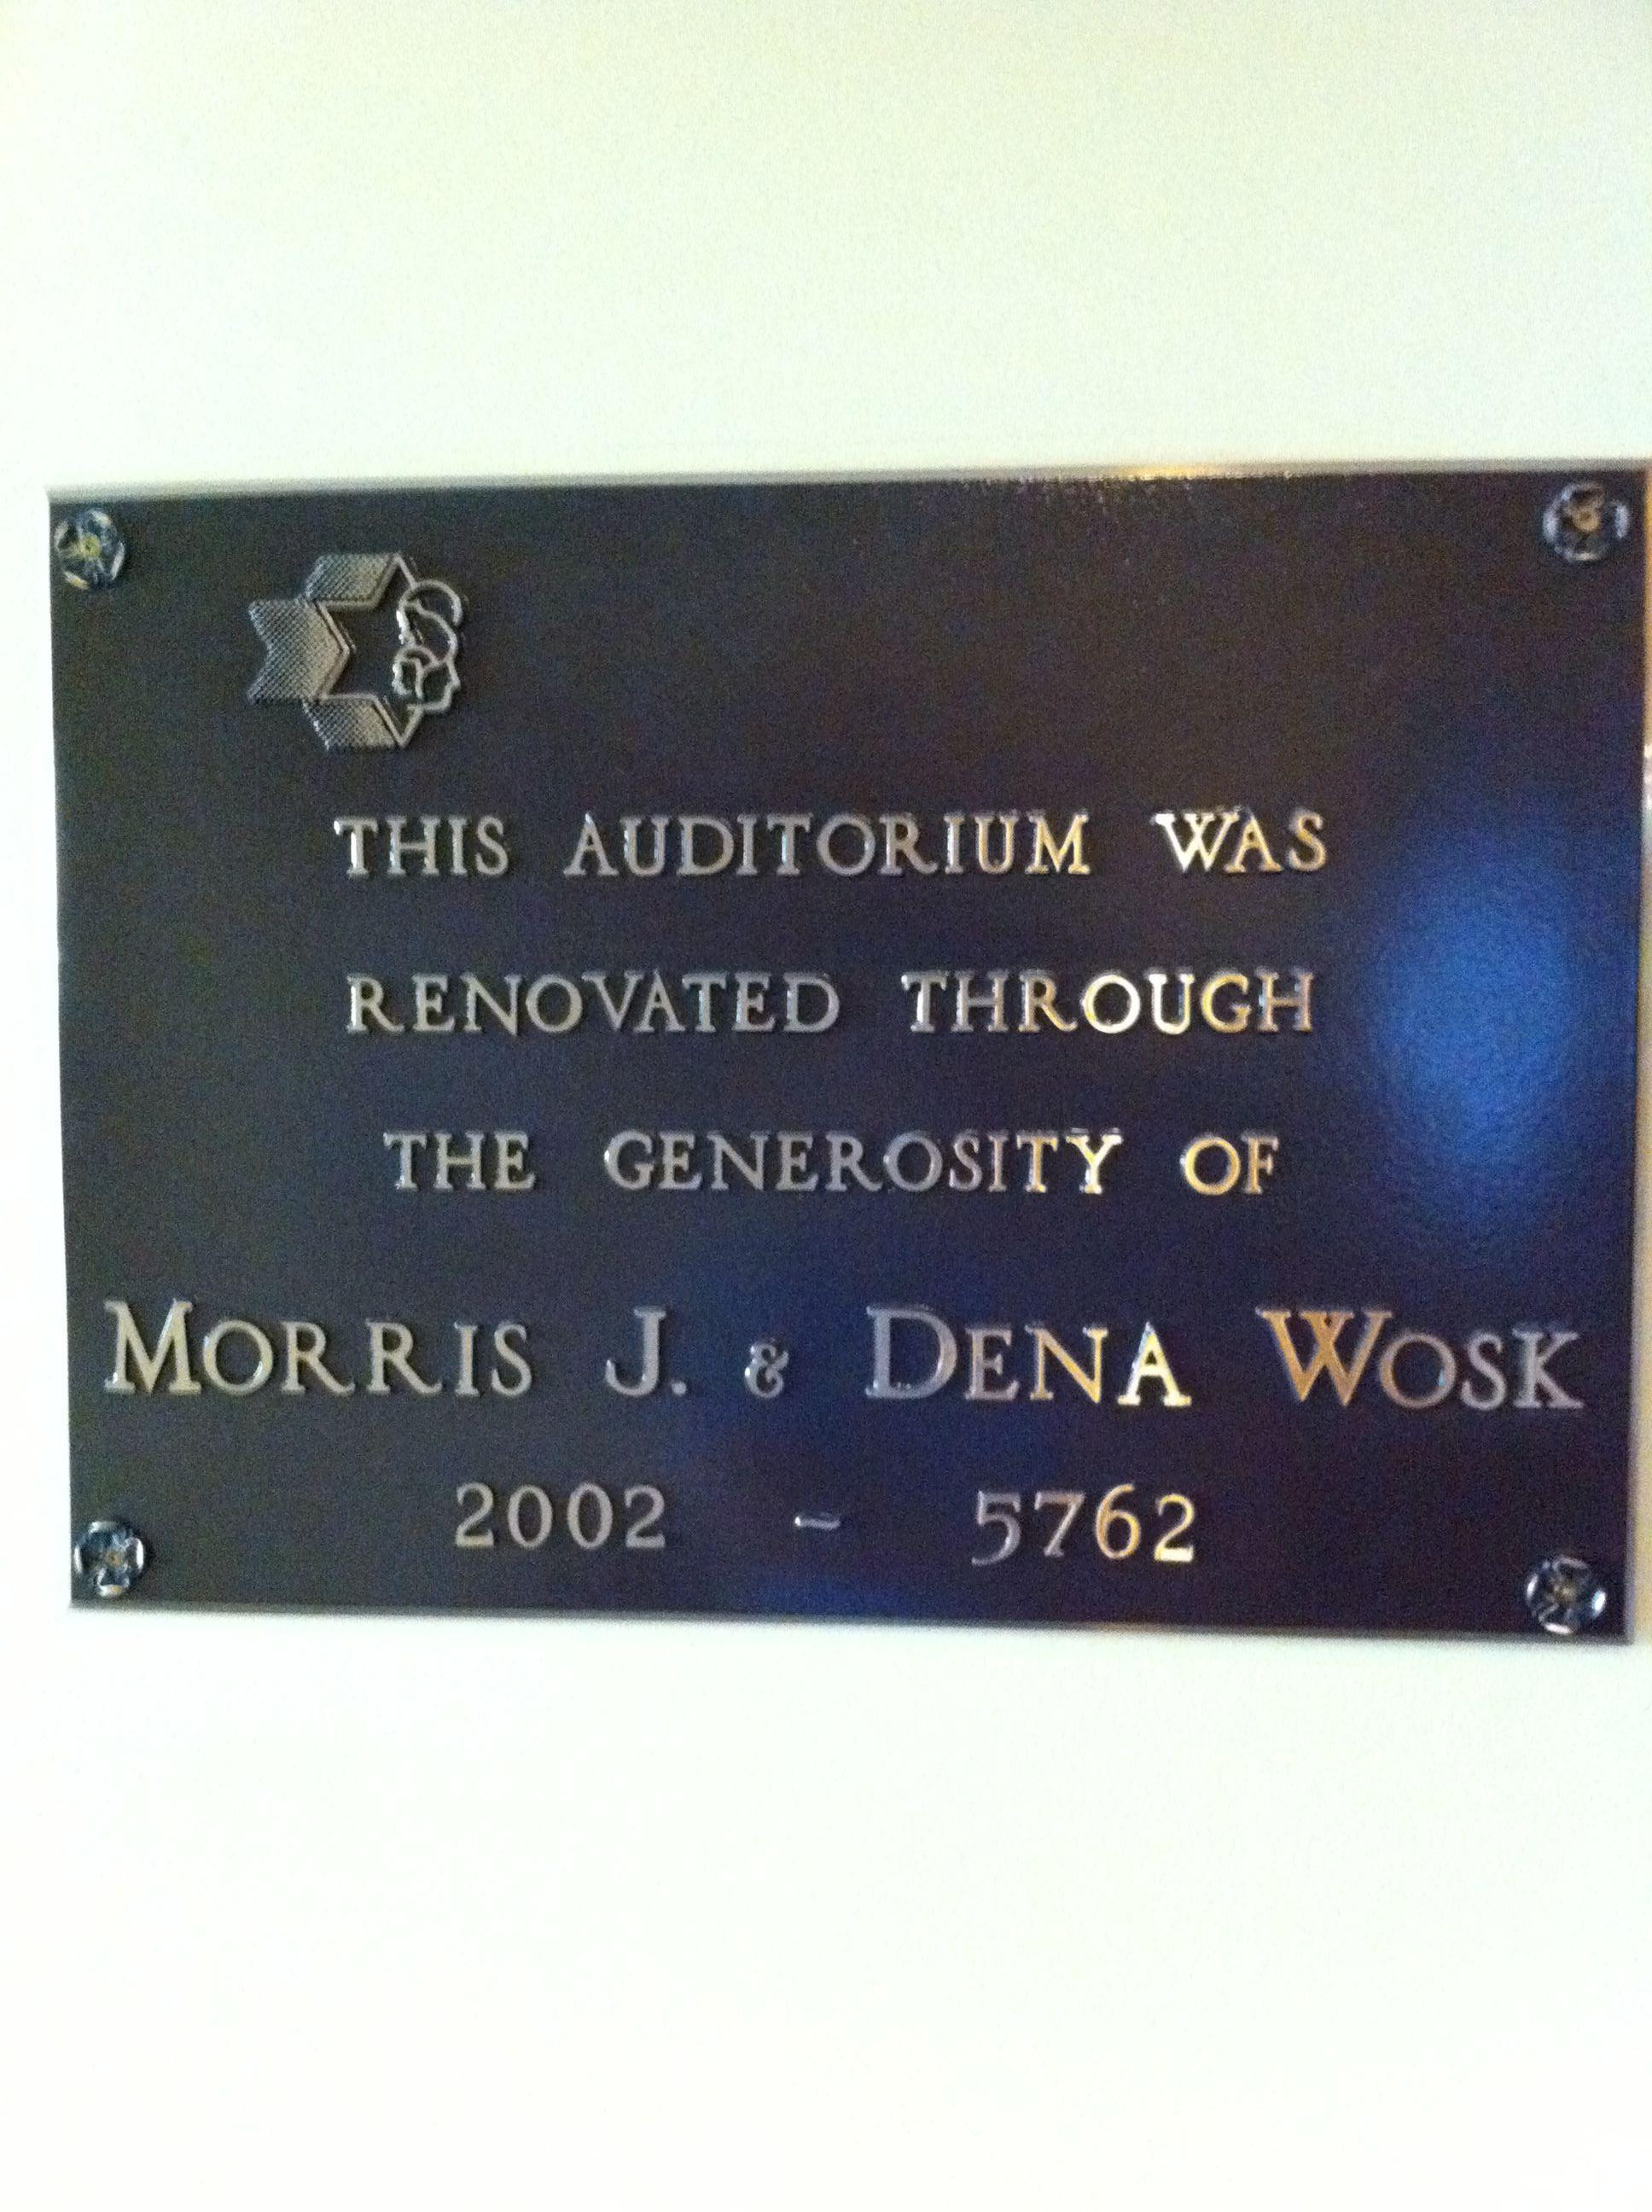 THIS AUDITORIUM WAS
RENOVATED THROUGH
THE GENEROSITY OF
MORRIS J. & DENA WOSK
2002 - 5762